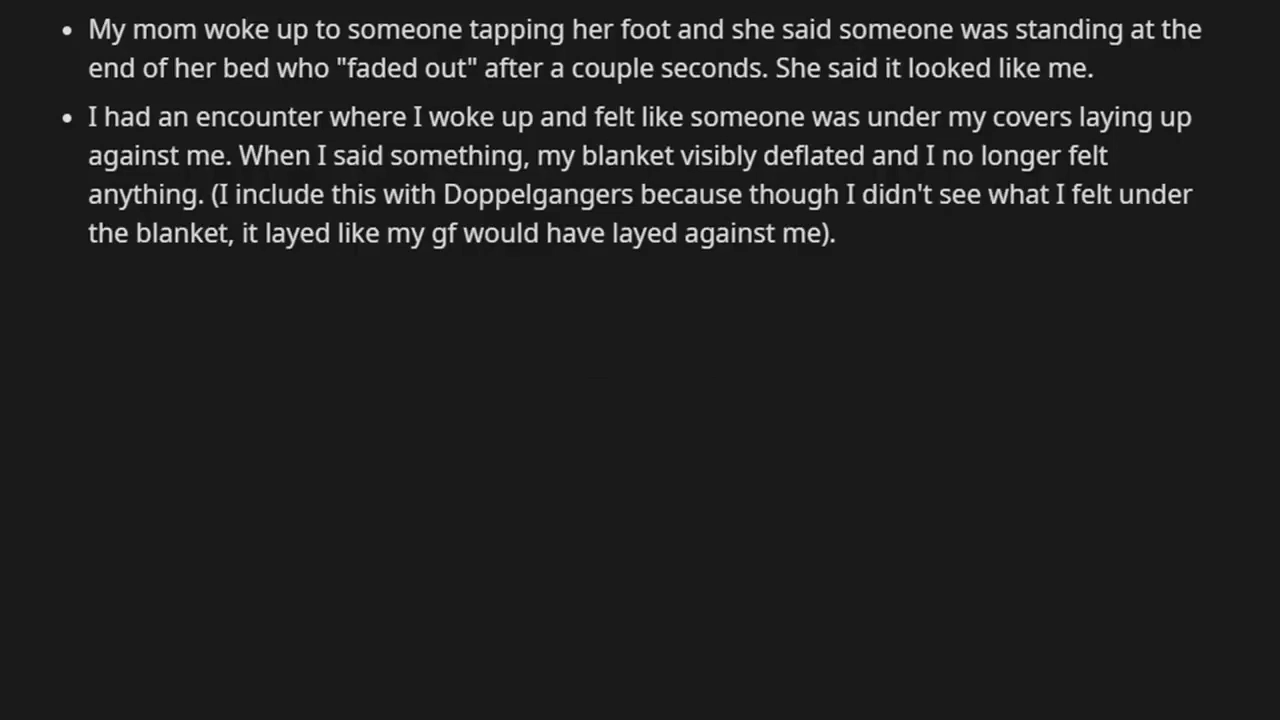 • My mom woke up to someone tapping her foot and she said someone was standing at the
end of her bed who "faded out" after a couple seconds. She said it looked like me.
• I had an encounter where I woke up and felt like someone was under my covers laying up
against me. When I said something, my blanket visibly deflated and I no longer felt
anything. (I include this with Doppelgangers because though I didn't see what I felt under
the blanket, it layed like my gf would have layed against me).